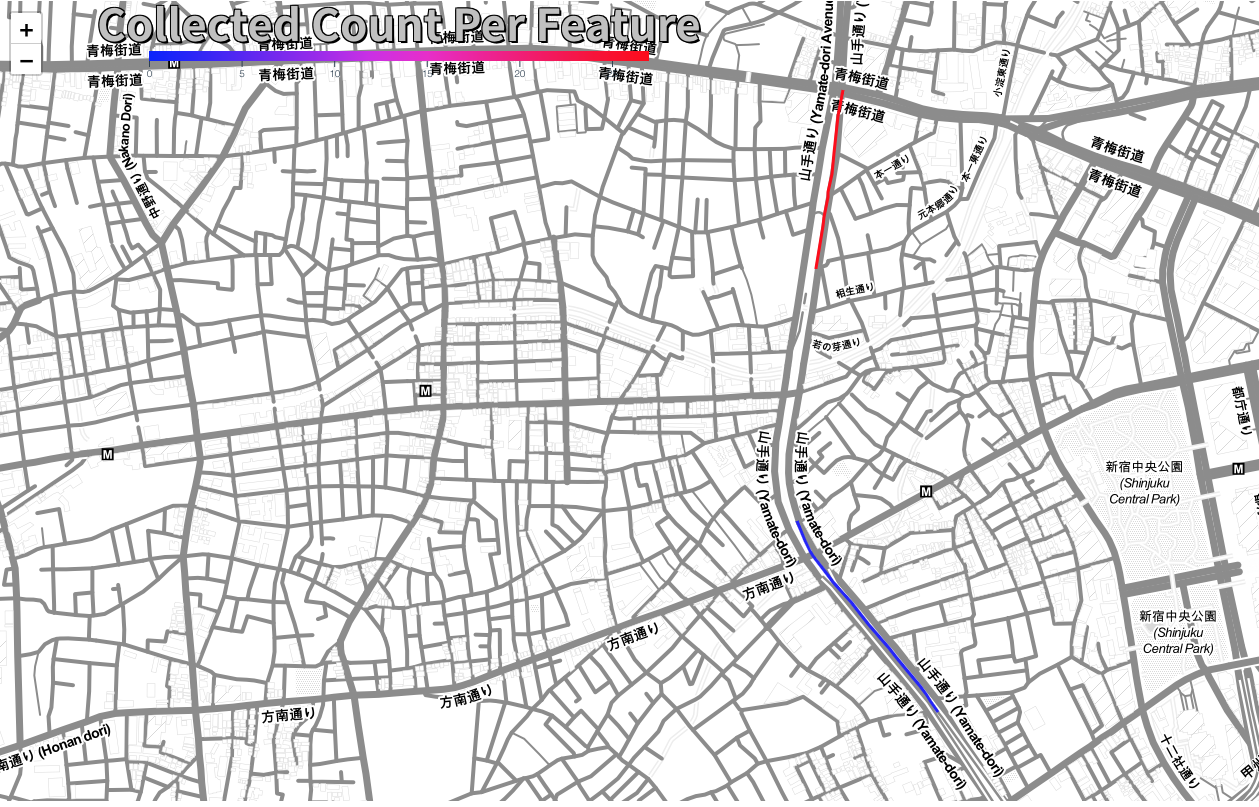 +
−
Collected Count Per Feature
0 5 10 15 20
青梅街道
青梅街道
青梅街道
青梅街道
青梅街道
青梅街道
青梅街道
青梅街道
M
青梅街道
青梅街道
青梅街道
青梅街道
山手通り (Yamate-dori Avenue
山手通り (
小淀東通り
中野通り (Nakano Dori)
本一通り
本一東通り
元本郷通り
相生通り
若の芽通り
M
M
M
M
都庁通り
山手通り (Yamate-dori)
山手通り (Yamate-dori)
新宿中央公園
(Shinjuku
Central Park)
方南通り
方南通り
新宿中央公園
(Shinjuku
Central Park)
山手通り (Yamate-dori)
山手通り (Yamate-dori)
方南通り
方南通り
南通り (Honan dori)
十二社通り